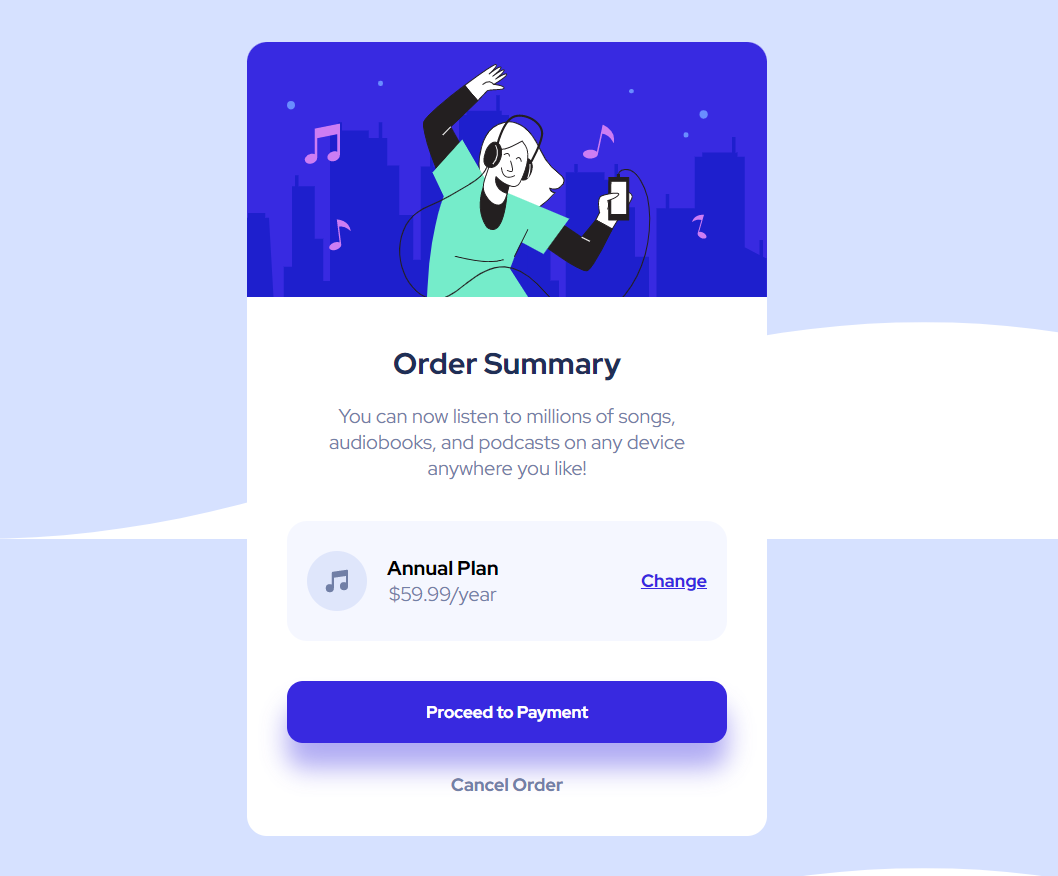 Order Summary
You can now listen to millions of songs,
audiobooks, and podcasts on any device
anywhere you like!
Annual Plan
$59.99/year
Change
Proceed to Payment
Cancel Order